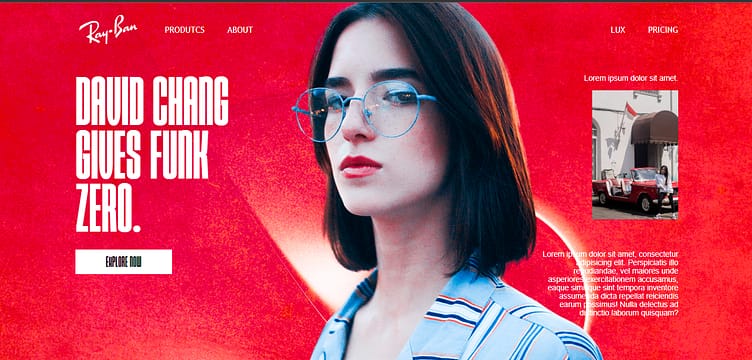 Ray-Ban
PRODUTCS
ABOUT
LUX
PRICING
DAVID CHANG
GIVES FUNK
ZERO.
EXPLORE NOW
Lorem ipsum dolor sit amet.
Lorem ipsum dolor sit amet, consectetur
adipisicing elit. Perspiciatis illo
repudiandae, vel maiores unde
asperiores exercitationem accusamus,
eaque similique sint tempora inventore
assumenda dicta repellat reiciendis
earum possimus! Nulla delectus ad
distinctio laborum quisquam?